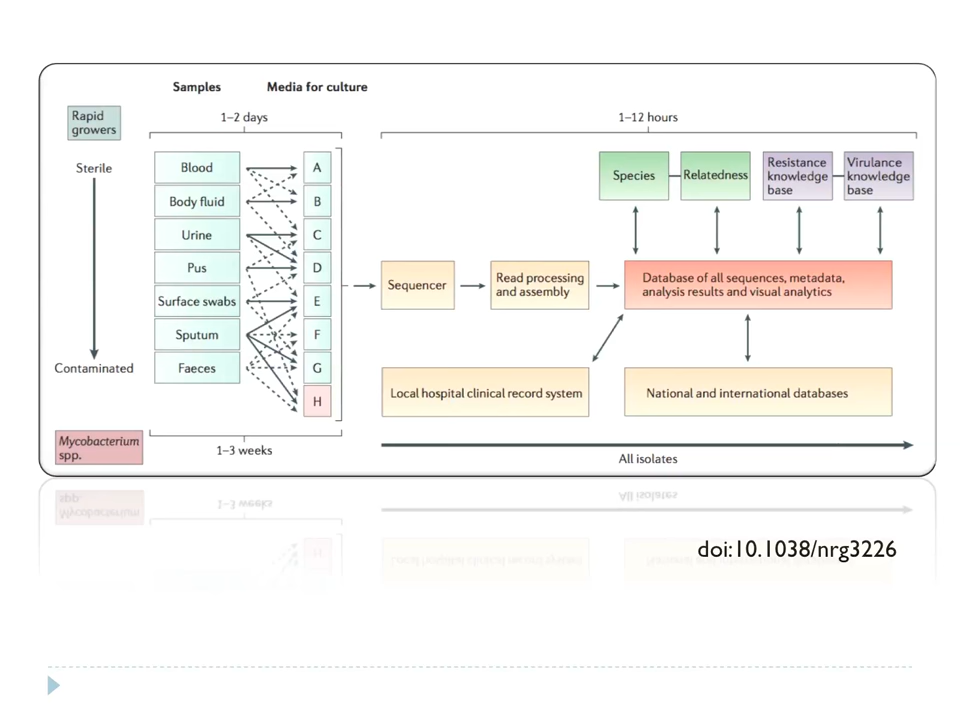 Samples
Media for culture
Rapid
growers
1–2 days
1–12 hours
Sterile
Blood
A
Body fluid
B
Urine
C
Pus
D
Surface swabs
E
Sputum
F
Contaminated
Faeces
G
H
Species
Relatedness
Resistance
knowledge
base
Virulance
knowledge
base
Sequencer
Read processing
and assembly
Database of all sequences, metadata,
analysis results and visual analytics
Local hospital clinical record system
National and international databases
Mycobacterium
spp.
1–3 weeks
All isolates
doi:10.1038/nrg3226